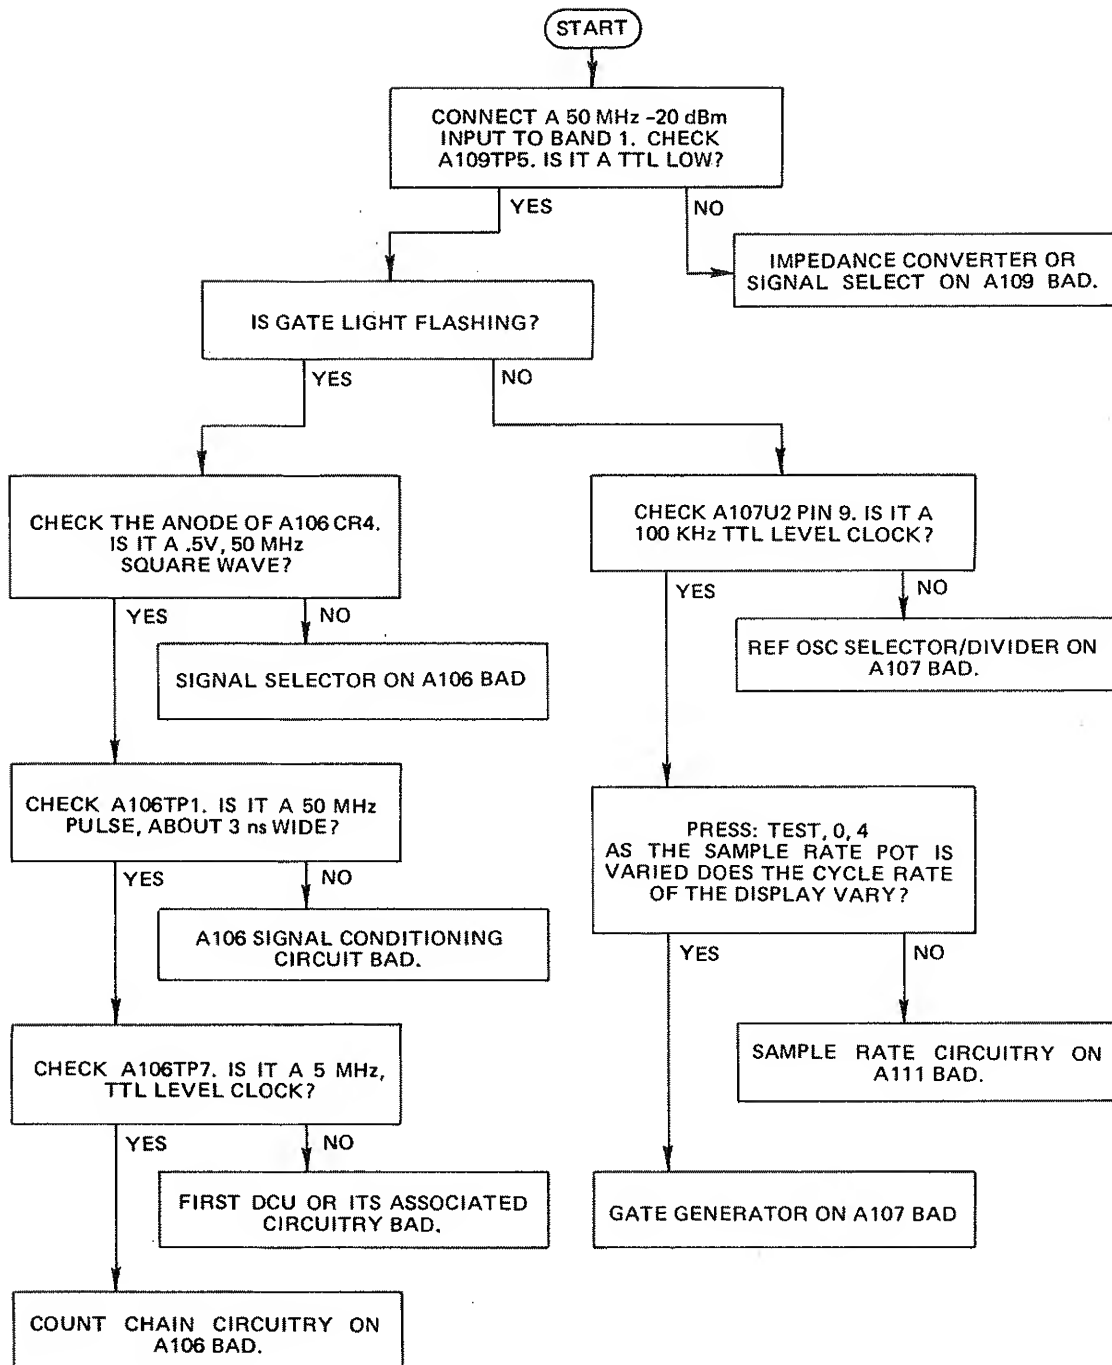 START
CONNECT A 50 MHz -20 dBm
INPUT TO BAND 1. CHECK
A109TP5. IS IT A TTL LOW?
YES
NO
IMPEDANCE CONVERTER OR
SIGNAL SELECT ON A109 BAD.
IS GATE LIGHT FLASHING?
YES
NO
CHECK THE ANODE OF A106 CR4.
IS IT A .5V, 50 MHz
SQUARE WAVE?
CHECK A107U2 PIN 9. IS IT A
100 KHz TTL LEVEL CLOCK?
YES
NO
YES
NO
SIGNAL SELECTOR ON A106 BAD
REF OSC SELECTOR/DIVIDER ON
A107 BAD.
CHECK A106TP1. IS IT A 50 MHz
PULSE, ABOUT 3 ns WIDE?
PRESS: TEST, 0, 4
AS THE SAMPLE RATE POT IS
VARIED DOES THE CYCLE RATE
OF THE DISPLAY VARY?
YES
NO
A106 SIGNAL CONDITIONING
CIRCUIT BAD.
YES
NO
CHECK A106TP7. IS IT A 5 MHz,
TTL LEVEL CLOCK?
SAMPLE RATE CIRCUITRY ON
A111 BAD.
YES
NO
FIRST DCU OR ITS ASSOCIATED
CIRCUITRY BAD.
GATE GENERATOR ON A107 BAD
COUNT CHAIN CIRCUITRY ON
A106 BAD.